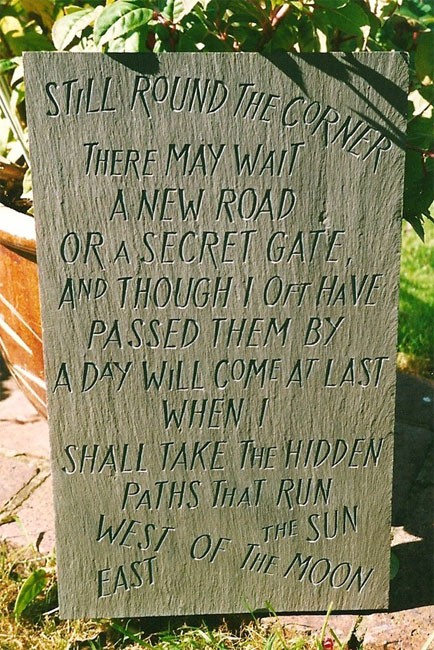 STILL ROUND THE CORNER
THERE MAY WAIT
A NEW ROAD
OR A SECRET GATE,
AND THOUGH I OFT HAVE
PASSED THEM BY
A DAY WILL COME AT LAST
WHEN I
SHALL TAKE THE HIDDEN
PATHS THAT RUN
WEST OF THE MOON
EAST THE SUN